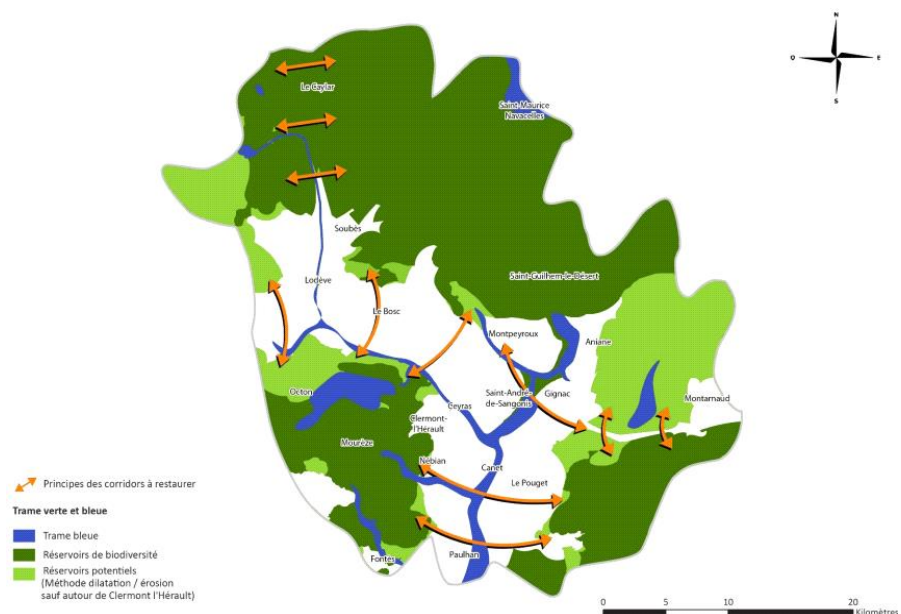 N
O
E
S
Le Caylar
Saint-Maurice
Navacelles
Soubès
Saint-Guilhem-le-Désert
Lodève
Le Bosc
Montpeyroux
Aniane
Octon
Saint-André-
de-Sangonis
Gignac
Montarnaud
Ceyras
Clermont-
l'Hérault
Mourèze
Nébian
Canet
Le Pouget
Paulhan
Fontès
Principes des corridors à restaurer
Trame verte et bleue
Trame bleue
Réservoirs de biodiversité
Réservoirs potentiels
(Méthode dilatation / érosion
sauf autour de Clermont l'Hérault)
0 5 10 20
Kilomètres